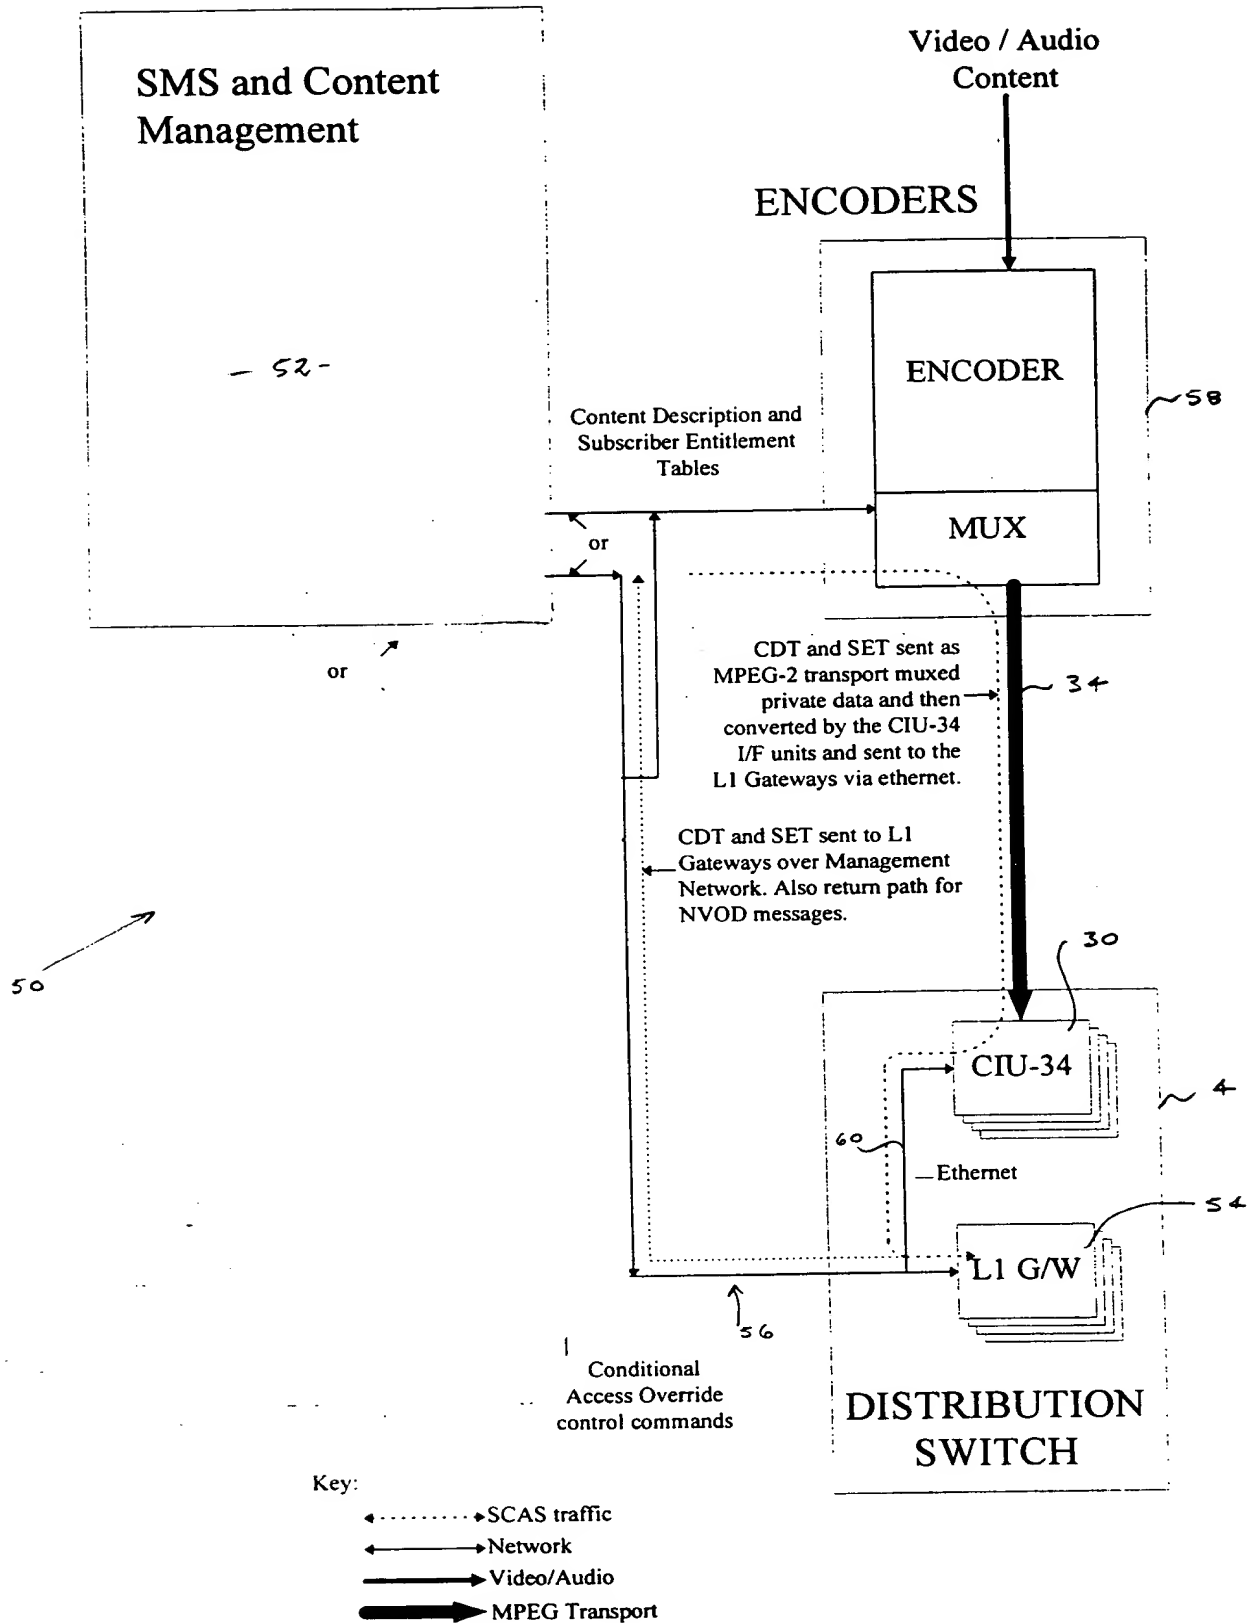 SMS and Content
Management
Video / Audio
Content
ENCODERS
ENCODER
MUX
- 52 -
58
Content Description and
Subscriber Entitlement
Tables
or
or
CDT and SET sent as
MPEG-2 transport muxed
private data and then
converted by the CIU-34
I/F units and sent to the
L1 Gateways via ethernet.
34
CDT and SET sent to L1
Gateways over Management
Network. Also return path for
NVOD messages.
50
30
CIU-34
4
60
Ethernet
54
L1 G/W
56
Conditional
Access Override
control commands
DISTRIBUTION
SWITCH
Key:
SCAS traffic
Network
Video/Audio
MPEG Transport